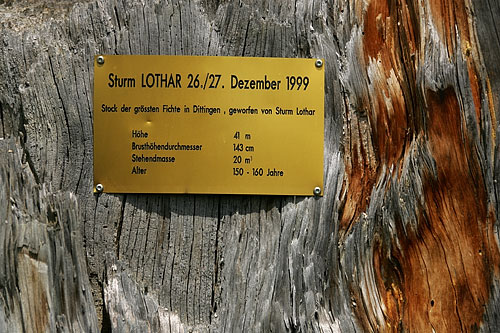 Sturm LOTHAR 26./27. Dezember 1999
Stock der grössten Fichte in Dittingen , geworfen von Sturm Lothar
Höhe 41 m
Brusthöhendurchmesser 143 cm
Stehendmasse 20 m³
Alter 150 - 160 Jahre